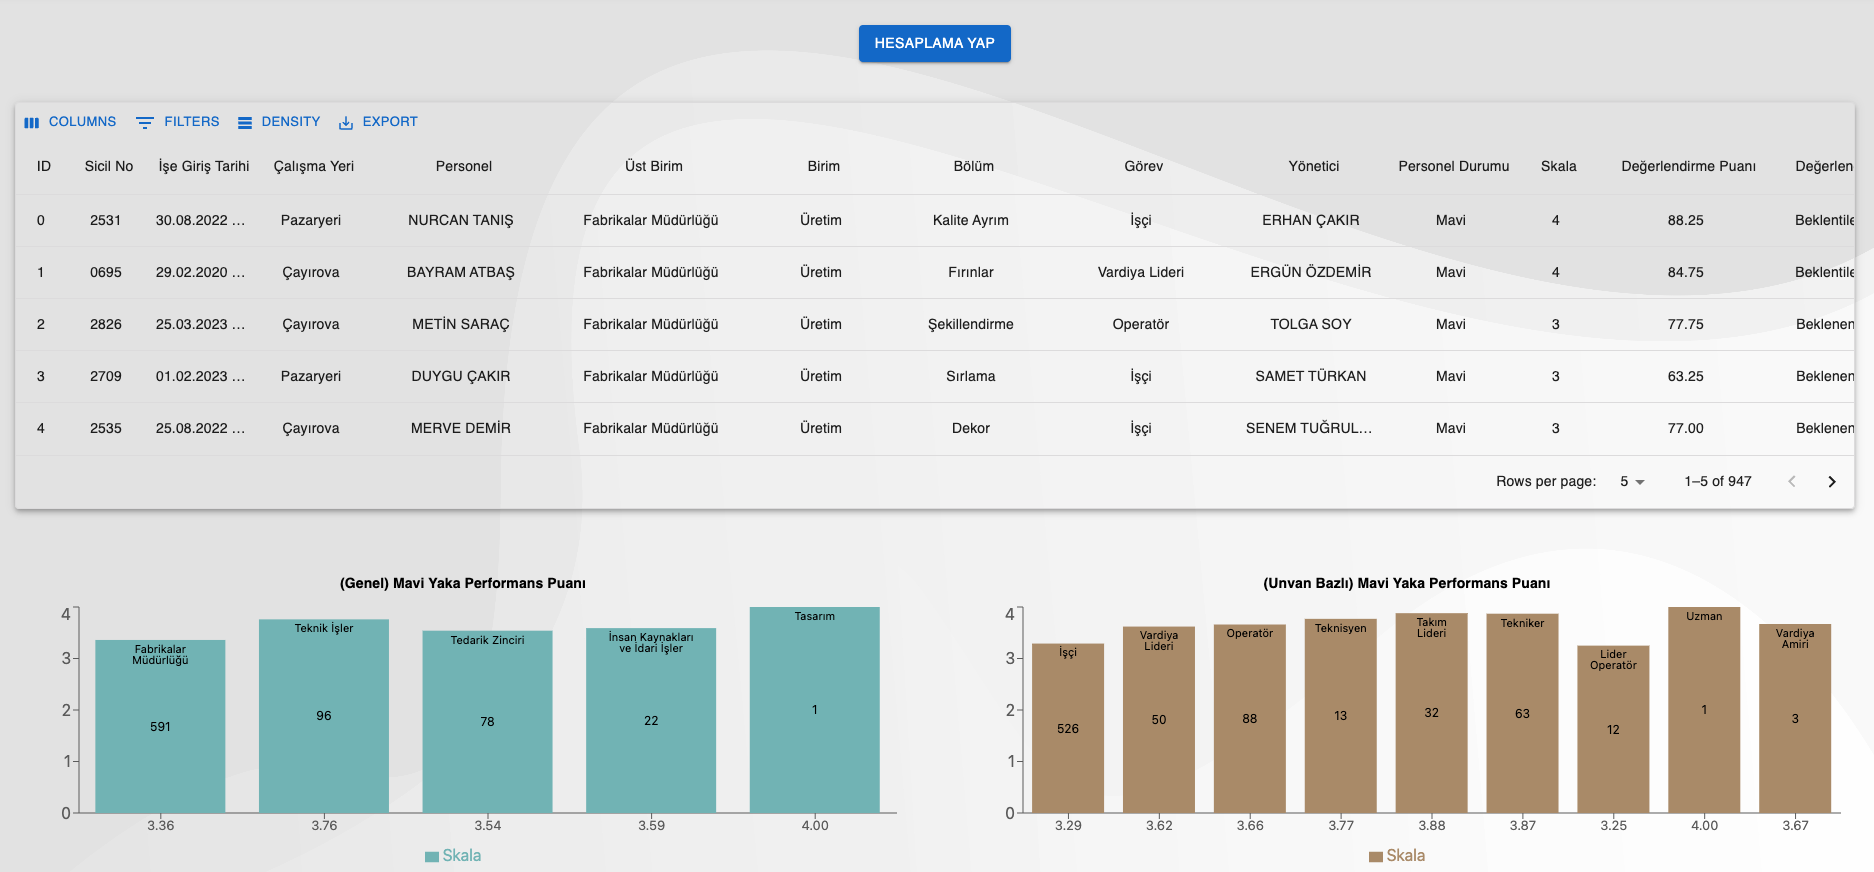 HESAPLAMA YAP
COLUMNS FILTERS DENSITY EXPORT
ID Sicil No İşe Giriş Tarihi Çalışma Yeri Personel Üst Birim Birim Bölüm Görev Yönetici Personel Durumu Skala Değerlendirme Puanı Değerlen
0 2531 30.08.2022 ... Pazaryeri NURCAN TANIŞ Fabrikalar Müdürlüğü Üretim Kalite Ayrım İşçi ERHAN ÇAKIR Mavi 4 88.25 Beklentile
1 0695 29.02.2020 ... Çayırova BAYRAM ATBAŞ Fabrikalar Müdürlüğü Üretim Fırınlar Vardiya Lideri ERGÜN ÖZDEMİR Mavi 4 84.75 Beklentile
2 2826 25.03.2023 ... Çayırova METİN SARAÇ Fabrikalar Müdürlüğü Üretim Şekillendirme Operatör TOLGA SOY Mavi 3 77.75 Beklenen
3 2709 01.02.2023 ... Pazaryeri DUYGU ÇAKIR Fabrikalar Müdürlüğü Üretim Sırlama İşçi SAMET TÜRKAN Mavi 3 63.25 Beklenen
4 2535 25.08.2022 ... Çayırova MERVE DEMİR Fabrikalar Müdürlüğü Üretim Dekor İşçi SENEM TUĞRUL... Mavi 3 77.00 Beklenen
Rows per page: 5 1–5 of 947
(Genel) Mavi Yaka Performans Puanı
4
3
2
1
0
Fabrikalar
Müdürlüğü
591
Teknik İşler
96
Tedarik Zinciri
78
İnsan Kaynakları
ve İdari İşler
22
Tasarım
1
3.36 3.76 3.54 3.59 4.00
Skala
(Unvan Bazlı) Mavi Yaka Performans Puanı
4
3
2
1
0
İşçi
526
Vardiya
Lideri
50
Operatör
88
Teknisyen
13
Takım
Lideri
32
Tekniker
63
Lider
Operatör
12
Uzman
1
Vardiya
Amiri
3
3.29 3.62 3.66 3.77 3.88 3.87 3.25 4.00 3.67
Skala